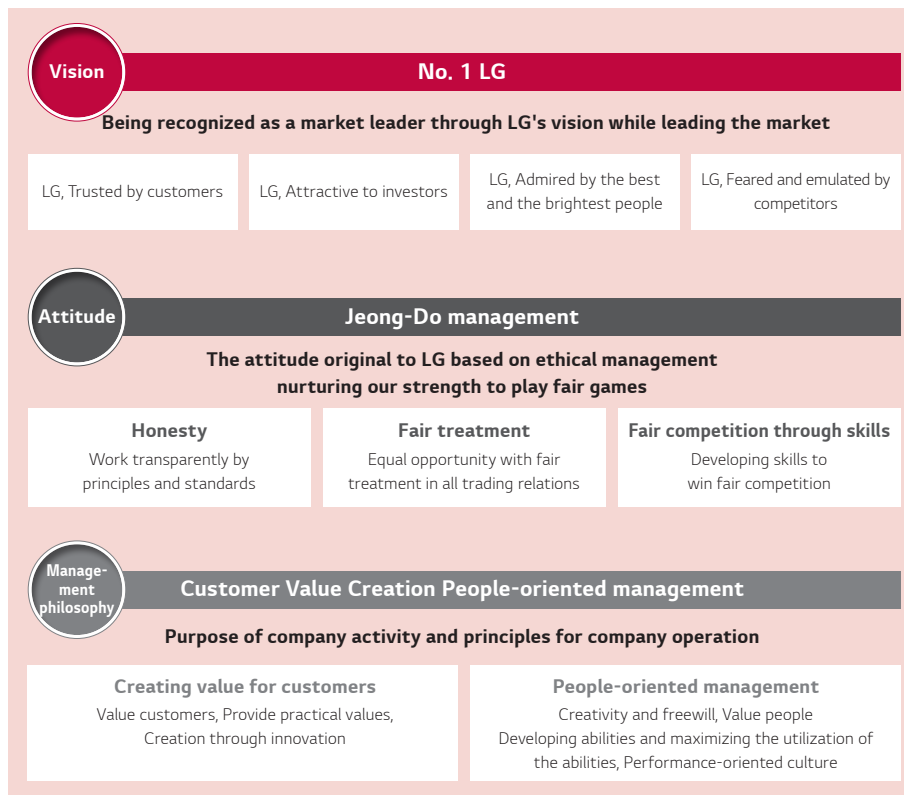 Vision
No. 1 LG
Being recognized as a market leader through LG's vision while leading the market
LG, Trusted by customers
LG, Attractive to investors
LG, Admired by the best
and the brightest people
LG, Feared and emulated by
competitors
Attitude
Jeong-Do management
The attitude original to LG based on ethical management
nurturing our strength to play fair games
Honesty
Work transparently by
principles and standards
Fair treatment
Equal opportunity with fair
treatment in all trading relations
Fair competition through skills
Developing skills to
win fair competition
Manage-
ment
philosophy
Customer Value Creation People-oriented management
Purpose of company activity and principles for company operation
Creating value for customers
Value customers, Provide practical values,
Creation through innovation
People-oriented management
Creativity and freewill, Value people
Developing abilities and maximizing the utilization of
the abilities, Performance-oriented culture